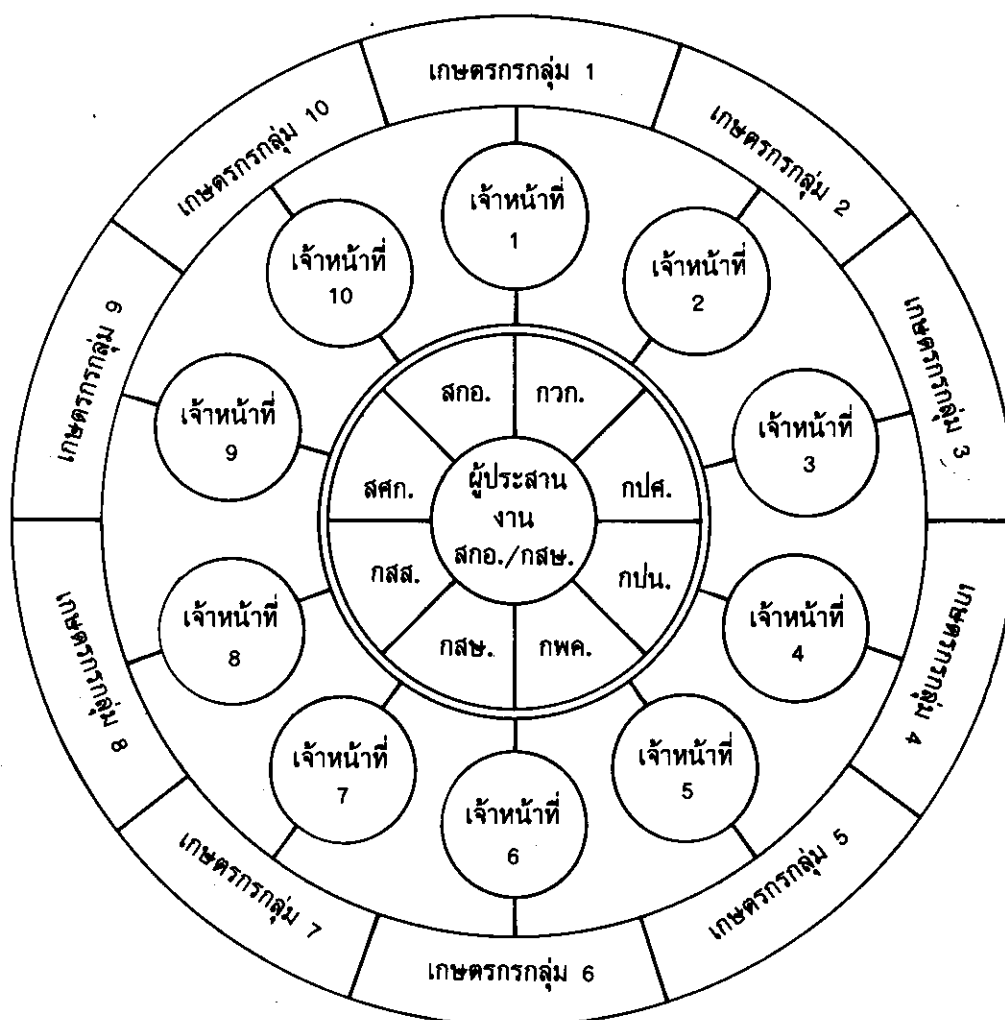 เกษตรกรกลุ่ม 1
เกษตรกรกลุ่ม 2
เกษตรกรกลุ่ม 3
เกษตรกรกลุ่ม 4
เกษตรกรกลุ่ม 5
เกษตรกรกลุ่ม 6
เกษตรกรกลุ่ม 7
เกษตรกรกลุ่ม 8
เกษตรกรกลุ่ม 9
เกษตรกรกลุ่ม 10
เจ้าหน้าที่
1
เจ้าหน้าที่
2
เจ้าหน้าที่
3
เจ้าหน้าที่
4
เจ้าหน้าที่
5
เจ้าหน้าที่
6
เจ้าหน้าที่
7
เจ้าหน้าที่
8
เจ้าหน้าที่
9
เจ้าหน้าที่
10
สกอ.
กวก.
กปศ.
กปน.
กพค.
กสษ.
กสส.
สศก.
ผู้ประสาน
งาน
สกอ./กสษ.